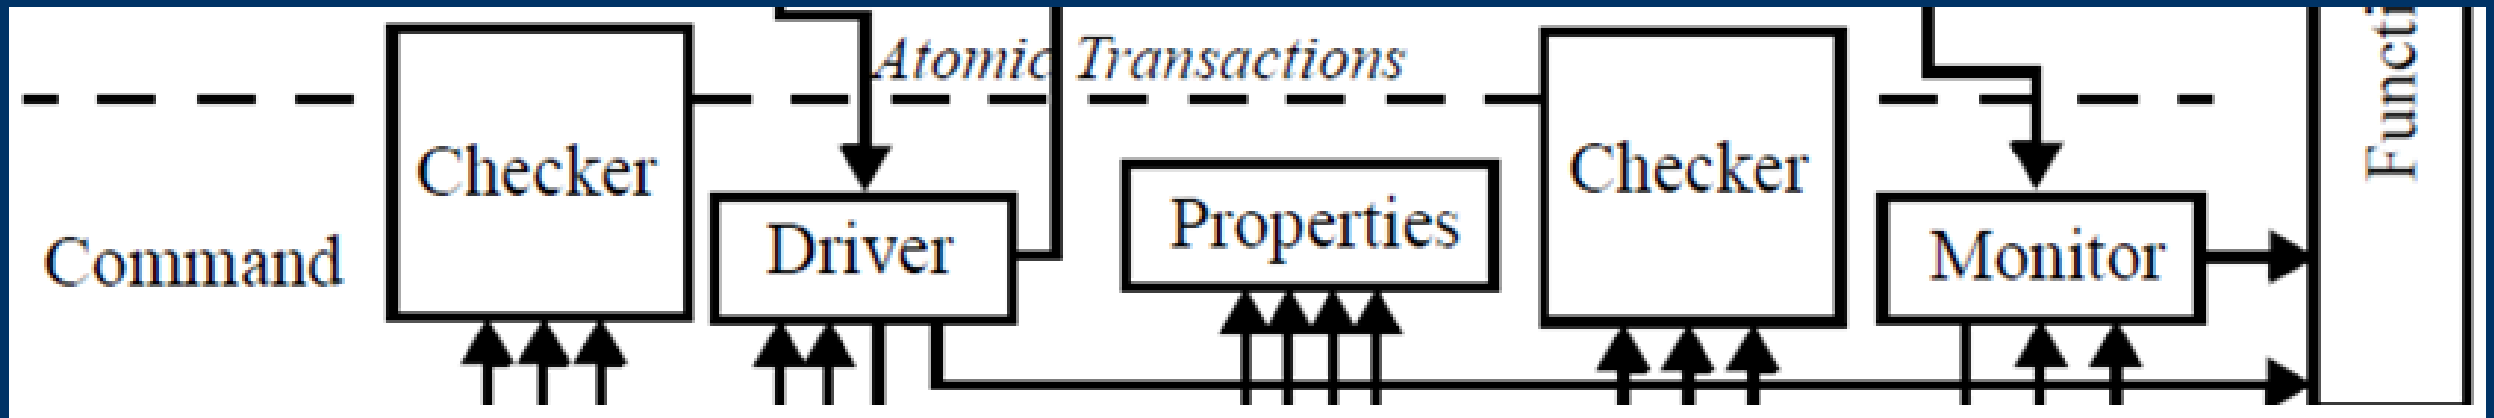 Atomic Transactions
Checker
Checker
Command
Driver
Properties
Monitor